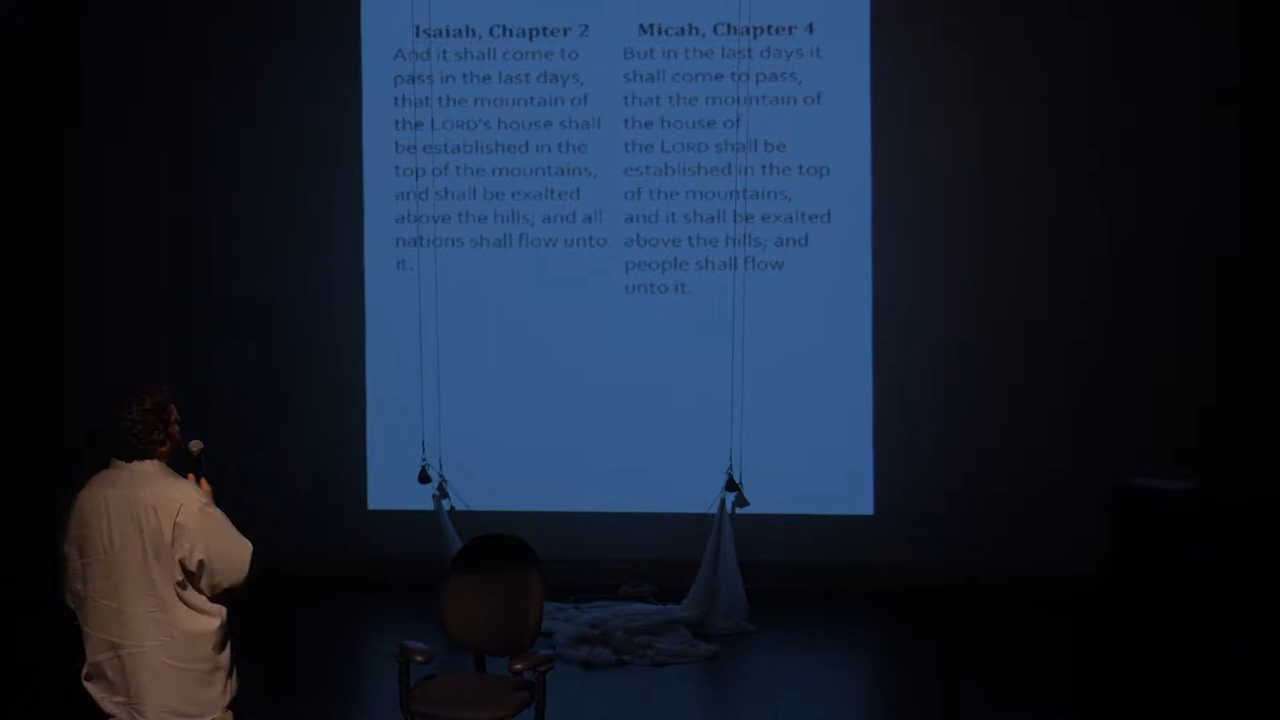 Isaiah, Chapter 2
And it shall come to
pass in the last days,
that the mountain of
the LORD's house shall
be established in the
top of the mountains,
and shall be exalted
above the hills; and all
nations shall flow unto
it.
Micah, Chapter 4
But in the last days it
shall come to pass,
that the mountain of
the house of
the LORD shall be
established in the top
of the mountains,
and it shall be exalted
above the hills, and
people shall flow
unto it.